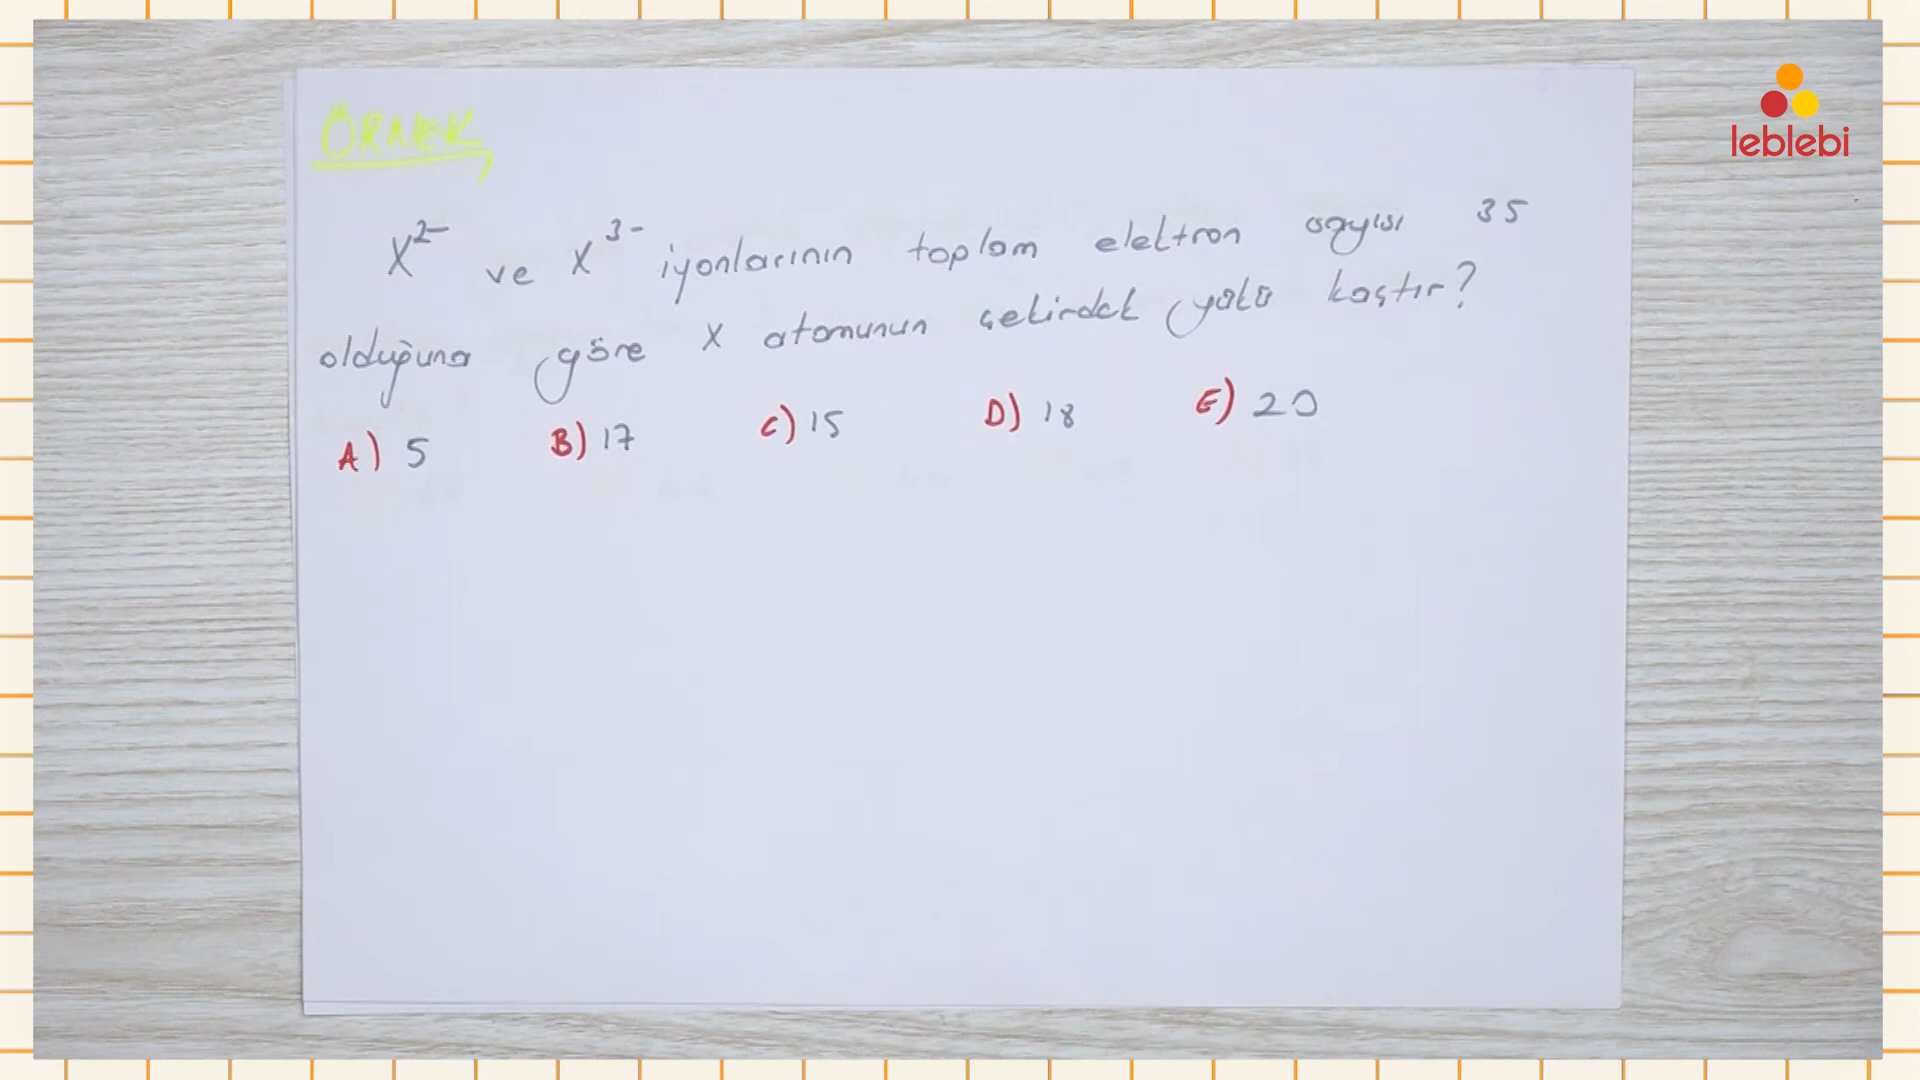 ÖRNEK
leblebi
X²⁻ ve X³⁻ iyonlarının toplam elektron sayısı 35
olduğuna göre X atomunun çekirdek yükü kaçtır?
A) 5 B) 17 C) 15 D) 18 E) 20